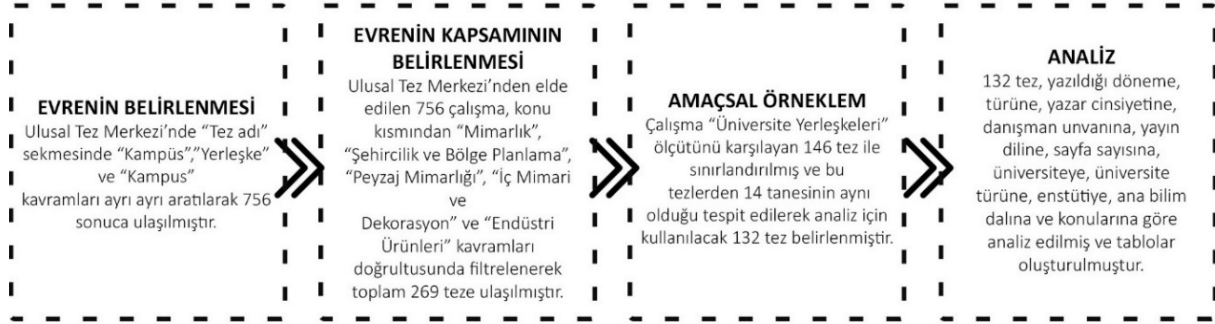 EVRENİN BELİRLENMESİ
Ulusal Tez Merkezi’nde “Tez adı”
sekmesinde “Kampüs”,”Yerleşke”
ve “Kampus”
kavramları ayrı ayrı aratılarak 756
sonuca ulaşılmıştır.
EVRENİN KAPSAMININ
BELİRLENMESİ
Ulusal Tez Merkezi’nden elde
edilen 756 çalışma, konu
kısmından “Mimarlık”,
“Şehircilik ve Bölge Planlama”,
“Peyzaj Mimarlığı”, “İç Mimari
ve
Dekorasyon” ve “Endüstri
Ürünleri” kavramları
doğrultusunda filtrelenerek
toplam 269 teze ulaşılmıştır.
AMAÇSAL ÖRNEKLEM
Çalışma “Üniversite Yerleşkeleri”
ölçütünü karşılayan 146 tez ile
sınırlandırılmış ve bu
tezlerden 14 tanesinin aynı
olduğu tespit edilerek analiz için
kullanılacak 132 tez belirlenmiştir.
ANALİZ
132 tez, yazıldığı döneme,
türüne, yazar cinsiyetine,
danışman unvanına, yayın
diline, sayfa sayısına,
üniversiteye, üniversite
türüne, enstütiye, ana bilim
dalına ve konularına göre
analiz edilmiş ve tablolar
oluşturulmuştur.